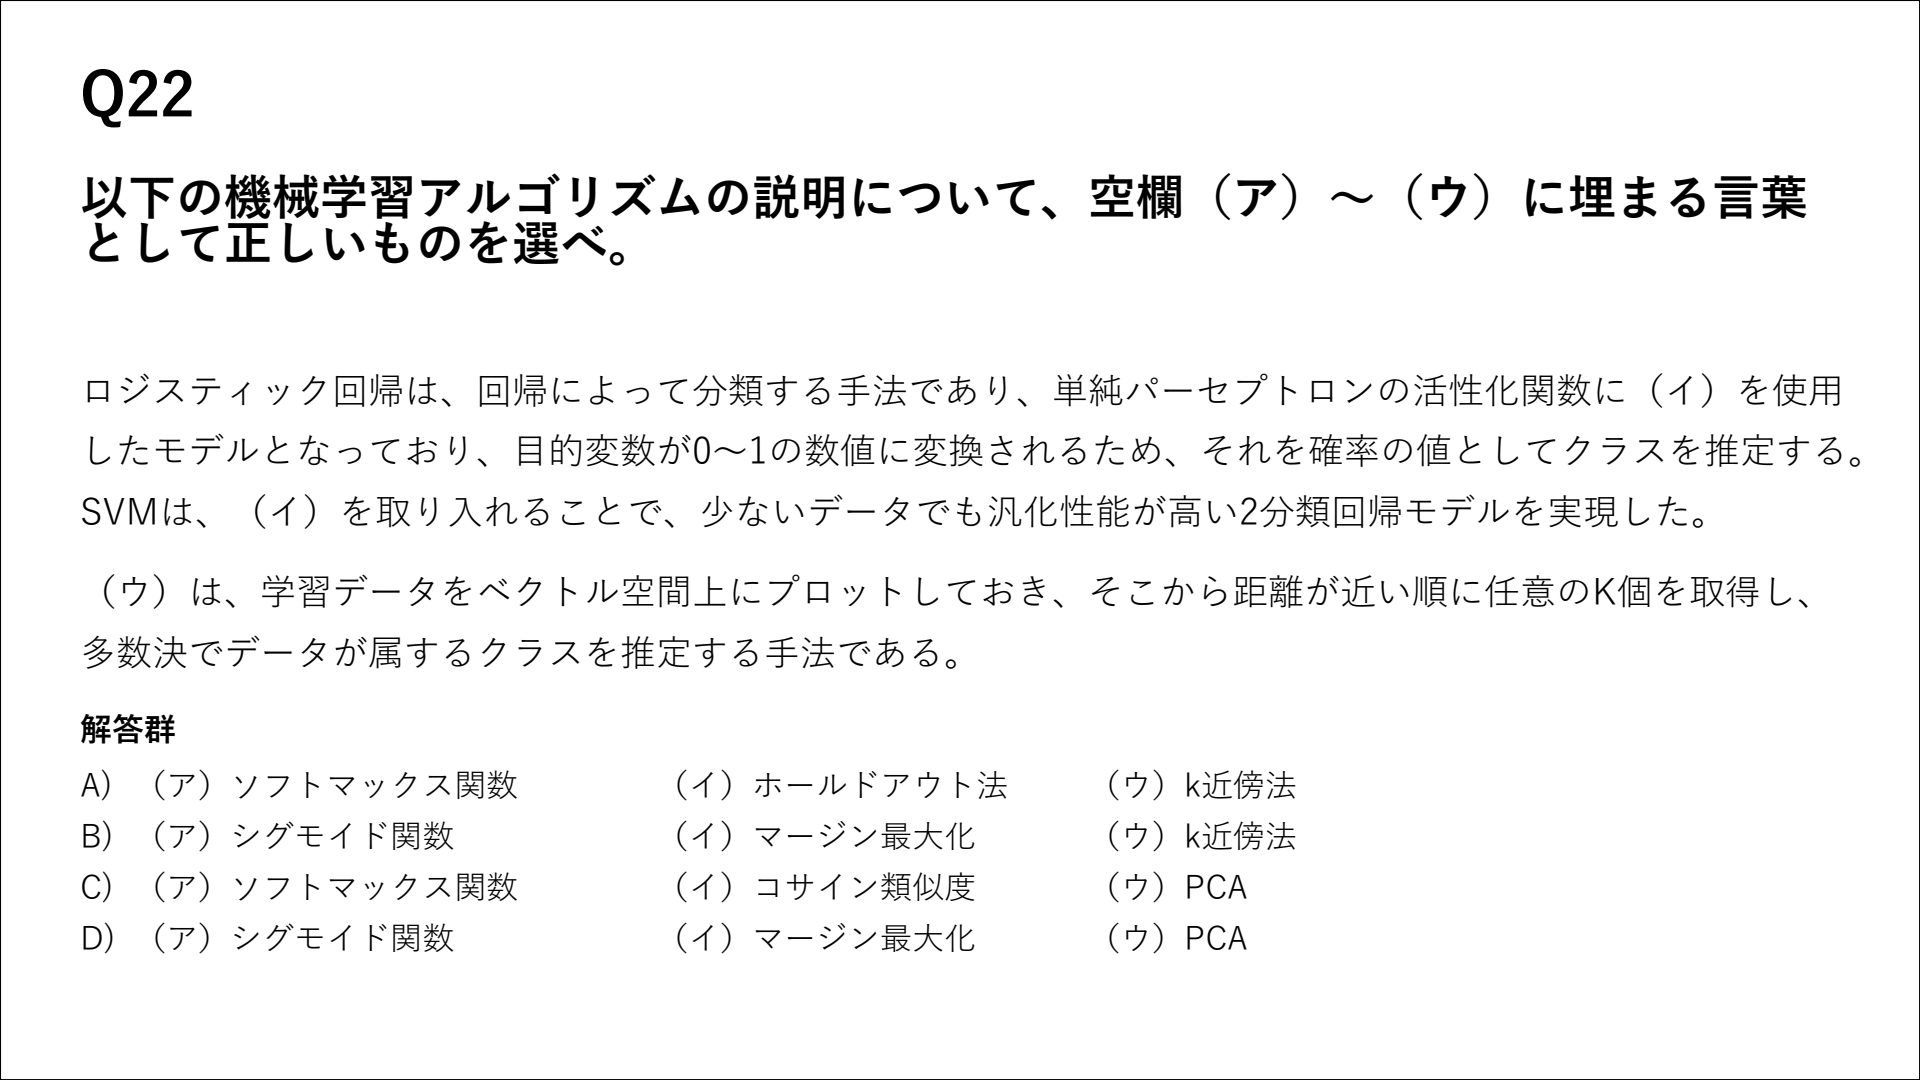 Q22
以下の機械学習アルゴリズムの説明について、空欄（ア）～（ウ）に埋まる言葉
として正しいものを選べ。
ロジスティック回帰は、回帰によって分類する手法であり、単純パーセプトロンの活性化関数に（イ）を使用
したモデルとなっており、目的変数が0～1の数値に変換されるため、それを確率の値としてクラスを推定する。
SVMは、（イ）を取り入れることで、少ないデータでも汎化性能が高い2分類回帰モデルを実現した。
（ウ）は、学習データをベクトル空間上にプロットしておき、そこから距離が近い順に任意のK個を取得し、
多数決でデータが属するクラスを推定する手法である。
解答群
A) （ア）ソフトマックス関数 （イ）ホールドアウト法 （ウ）k近傍法
B) （ア）シグモイド関数 （イ）マージン最大化 （ウ）k近傍法
C) （ア）ソフトマックス関数 （イ）コサイン類似度 （ウ）PCA
D) （ア）シグモイド関数 （イ）マージン最大化 （ウ）PCA